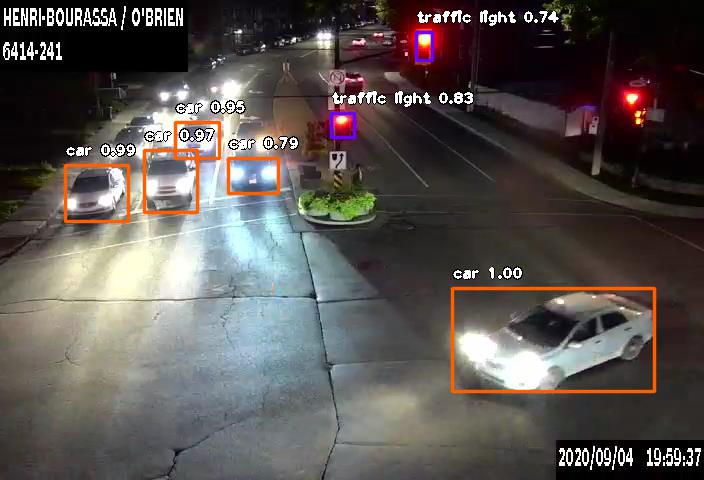 HENRI-BOURASSA / O'BRIEN
6414-241
traffic light 0.74
traffic light 0.83
car 0.95
car 0.97
car 0.79
car 0.99
car 1.00
2020/09/04 19:59:37